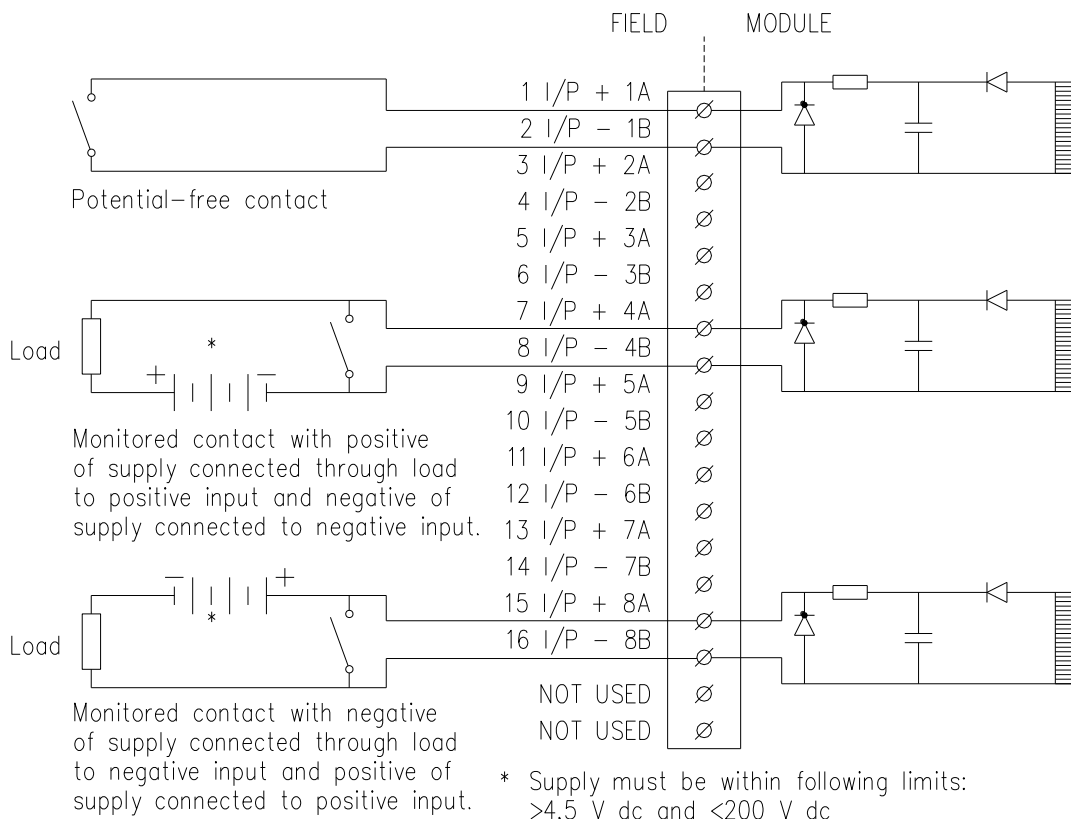 FIELD MODULE
1 I/P + 1A
2 I/P - 1B
3 I/P + 2A
Potential-free contact
4 I/P - 2B
5 I/P + 3A
6 I/P - 3B
7 I/P + 4A
Load
*
8 I/P - 4B
+ -
9 I/P + 5A
10 I/P - 5B
Monitored contact with positive
of supply connected through load
to positive input and negative of
supply connected to negative input.
11 I/P + 6A
12 I/P - 6B
13 I/P + 7A
14 I/P - 7B
- +
*
15 I/P + 8A
Load
16 I/P - 8B
NOT USED
NOT USED
Monitored contact with negative
of supply connected through load
to negative input and positive of
supply connected to positive input.
* Supply must be within following limits:
>4,5 V dc and <200 V dc